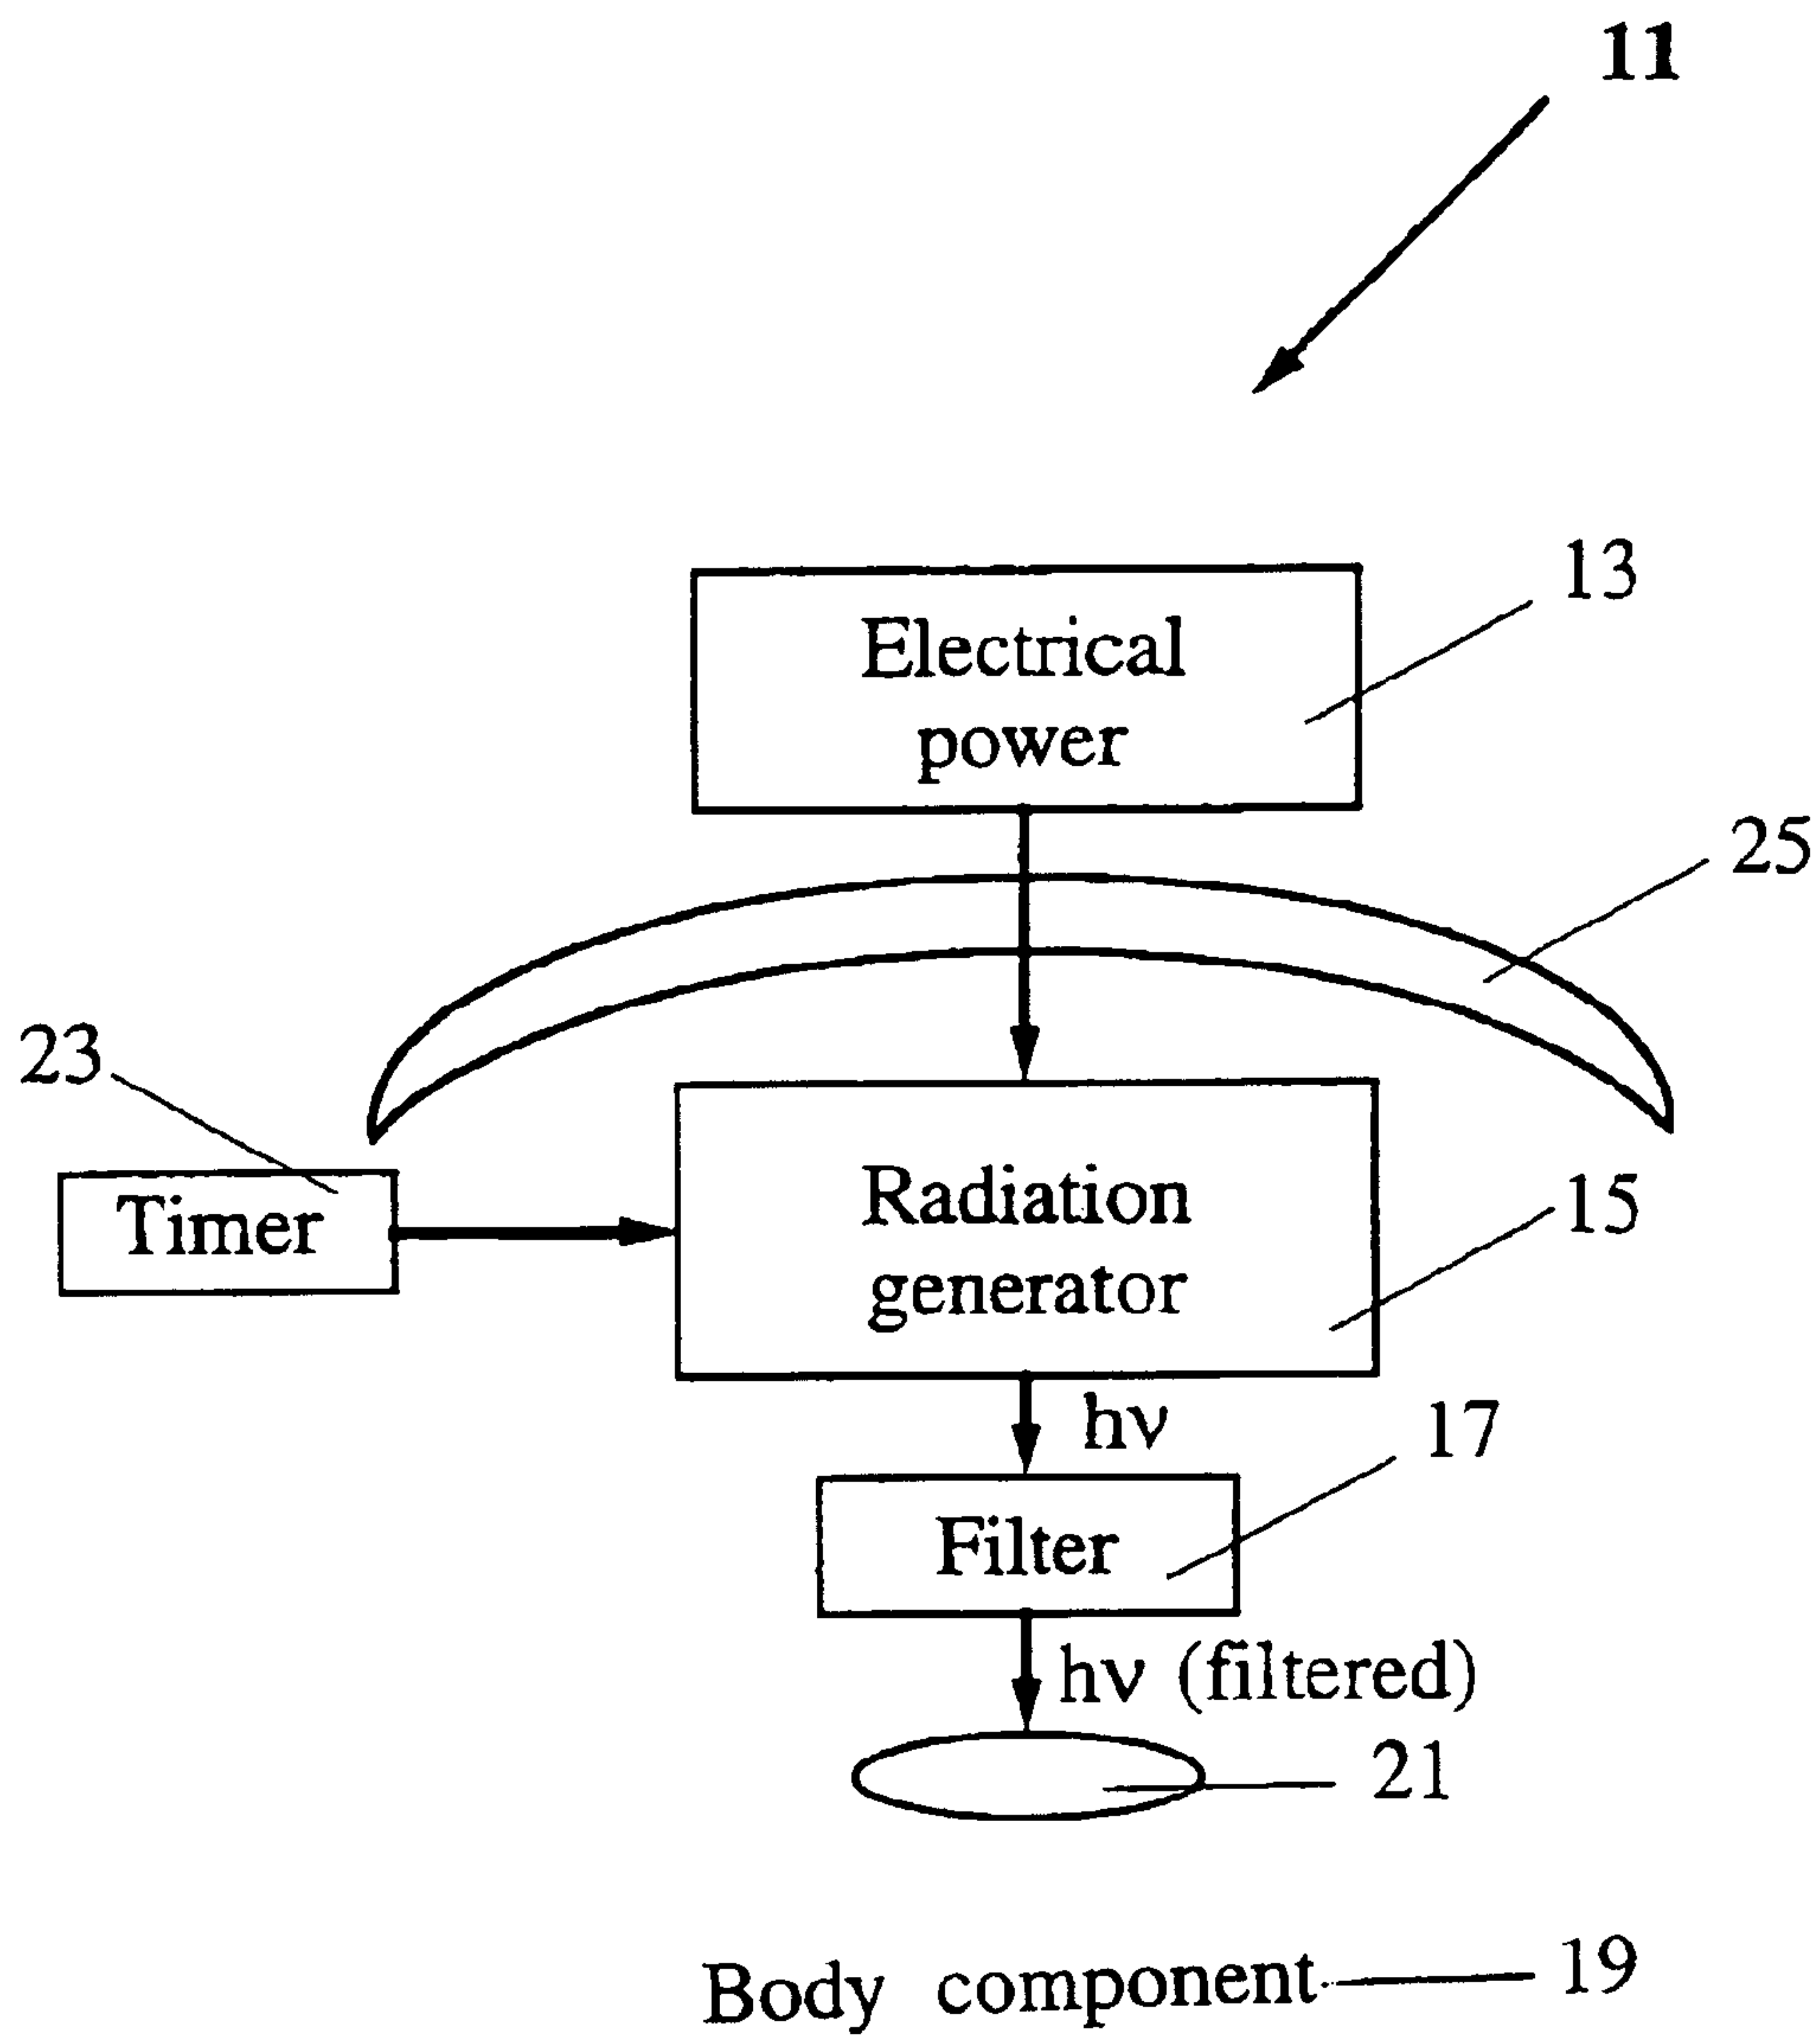 11
13
Electrical
power
25
23
Timer
Radiation
generator
15
hν
17
Filter
hν (filtered)
21
Body component
19